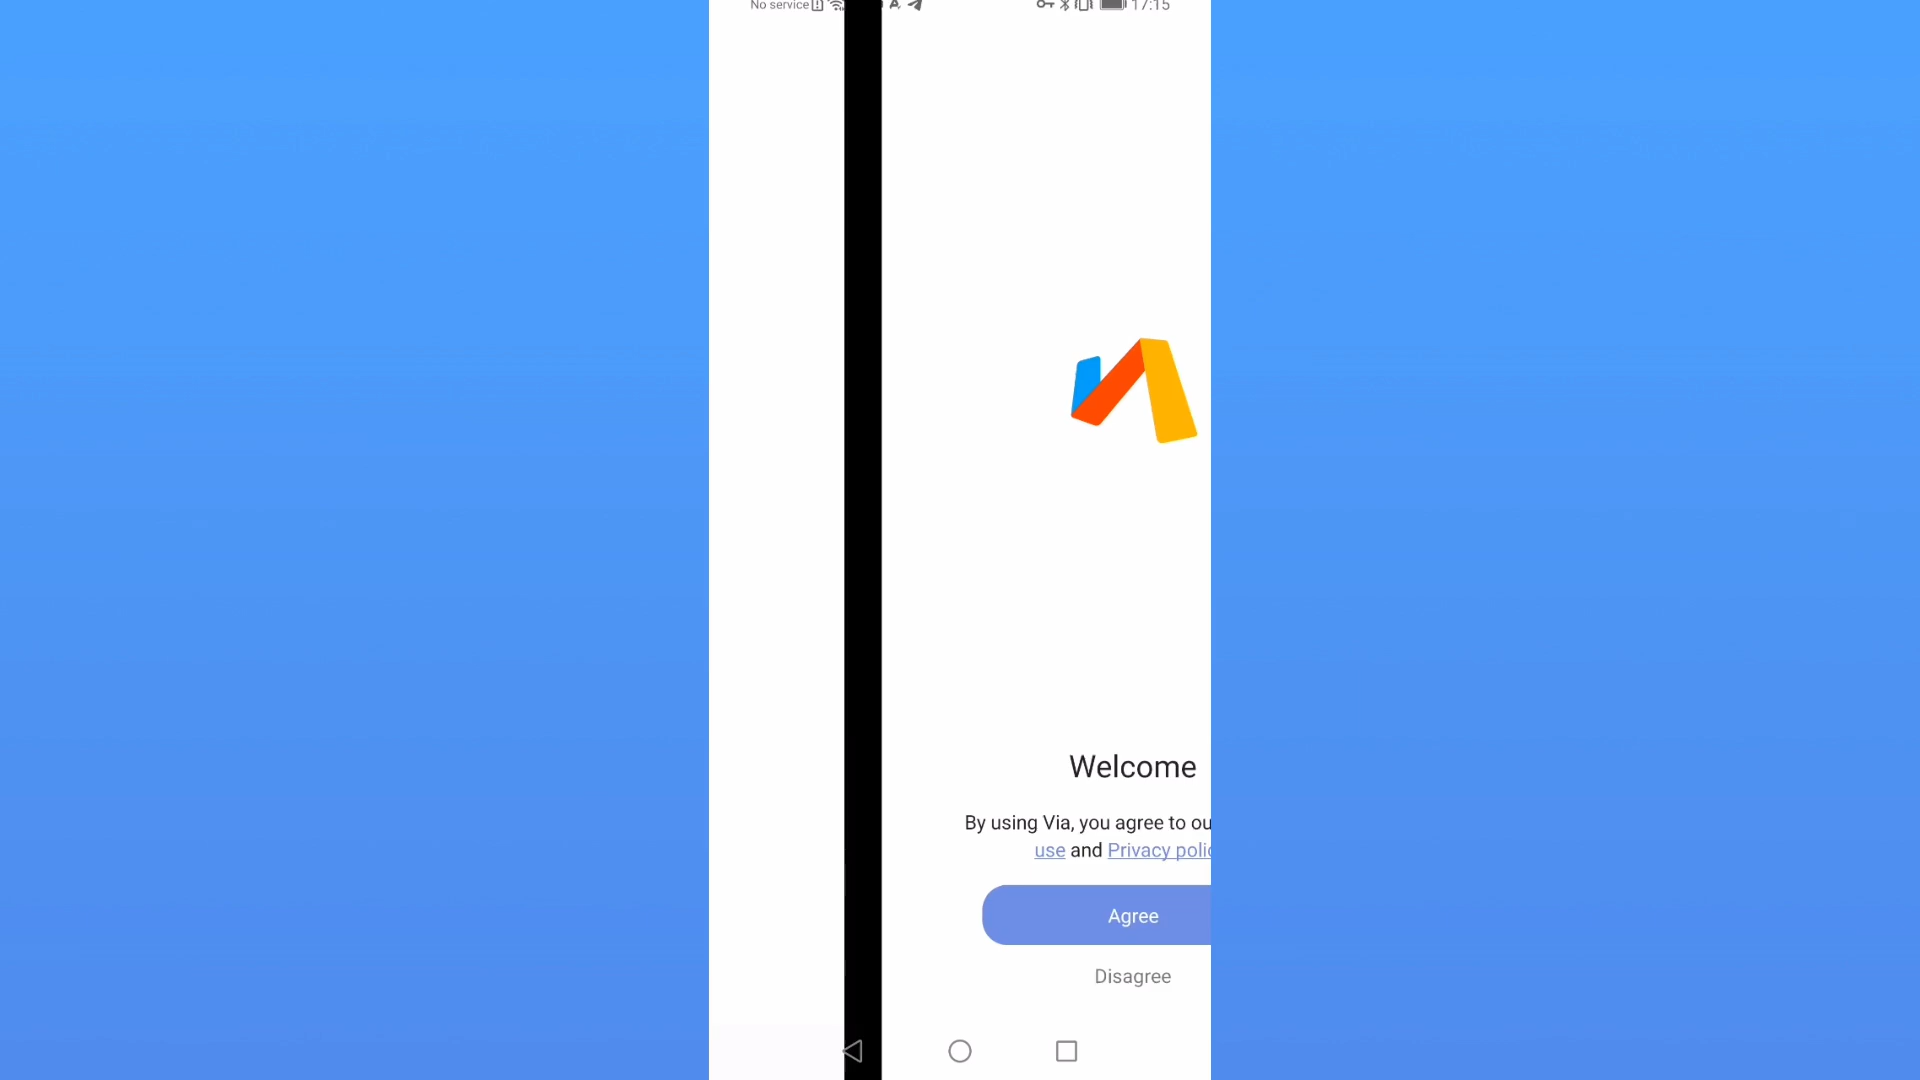 No service 17:15
Welcome
By using Via, you agree to ou
use and Privacy polic
Agree
Disagree